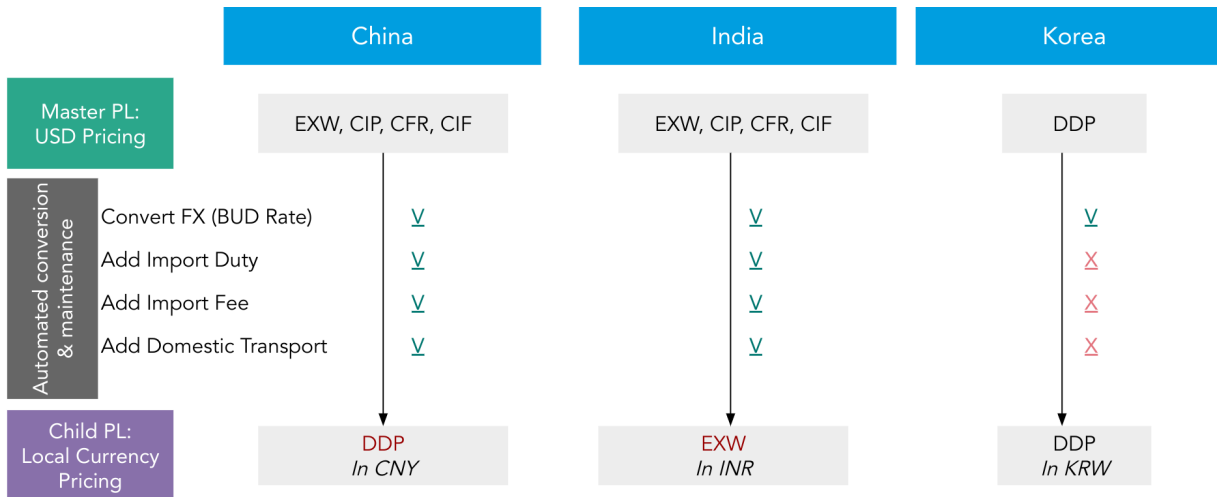 China
India
Korea
Master PL:
USD Pricing
EXW, CIP, CFR, CIF
EXW, CIP, CFR, CIF
DDP
Automated conversion
& maintenance
Convert FX (BUD Rate)
V
V
V
Add Import Duty
V
V
X
Add Import Fee
V
V
X
Add Domestic Transport
V
V
X
Child PL:
Local Currency
Pricing
DDP
In CNY
EXW
In INR
DDP
In KRW